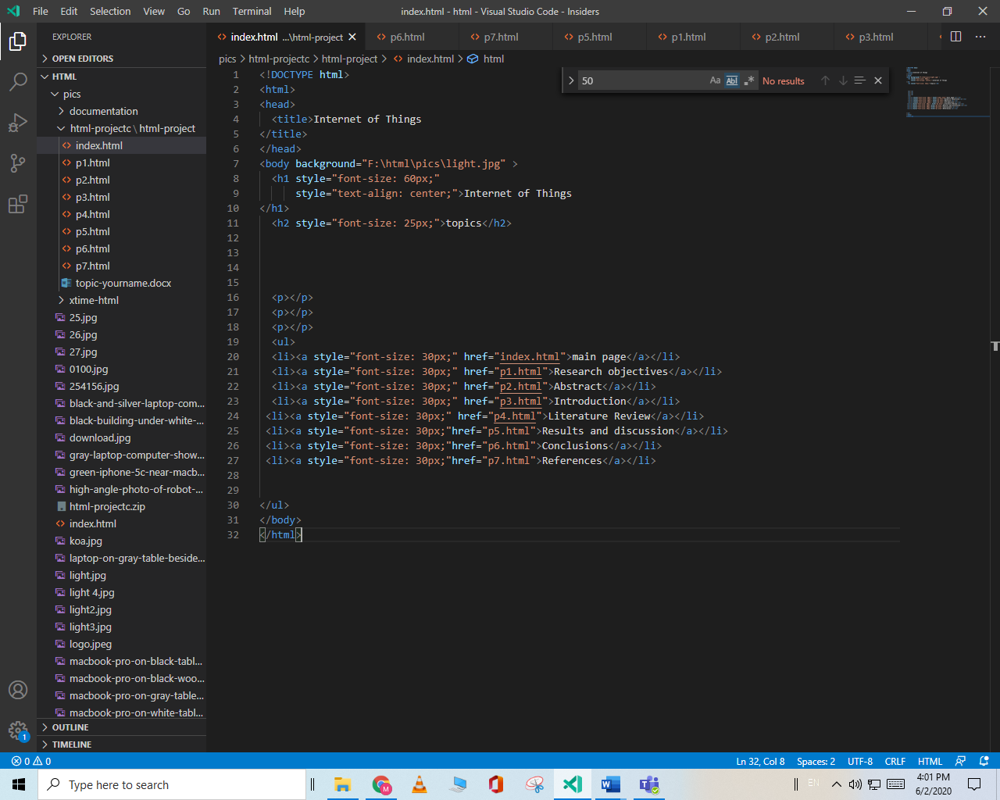 File Edit Selection View Go Run Terminal Help
index.html - html - Visual Studio Code - Insiders
EXPLORER
OPEN EDITORS
HTML
pics
documentation
html-projectc \ html-project
index.html
p1.html
p2.html
p3.html
p4.html
p5.html
p6.html
p7.html
topic-yourname.docx
xtime-html
25.jpg
26.jpg
27.jpg
0100.jpg
254156.jpg
black-and-silver-laptop-com...
black-building-under-white-...
download.jpg
gray-laptop-computer-show...
green-iphone-5c-near-macb...
high-angle-photo-of-robot-...
html-projectc.zip
index.html
koa.jpg
laptop-on-gray-table-beside...
light.jpg
light 4.jpg
light2.jpg
light3.jpg
logo.jpeg
macbook-pro-on-black-tabl...
macbook-pro-on-black-woo...
macbook-pro-on-gray-table...
macbook-pro-on-white-tabl...
OUTLINE
TIMELINE
1
index.html ...\html-project
p6.html
p7.html
p5.html
p1.html
p2.html
p3.html
pics > html-projectc > html-project > index.html > html
50
Aa Abl .*
No results
1 <!DOCTYPE html>
2 <html>
3 <head>
4 <title>Internet of Things
5 </title>
6 </head>
7 <body background="F:\html\pics\light.jpg" >
8 <h1 style="font-size: 60px;"
9 style="text-align: center;">Internet of Things
10 </h1>
11 <h2 style="font-size: 25px;">topics</h2>
12
13
14
15
16 <p></p>
17 <p></p>
18 <p></p>
19 <ul>
20 <li><a style="font-size: 30px;" href="index.html">main page</a></li>
21 <li><a style="font-size: 30px;" href="p1.html">Research objectives</a></li>
22 <li><a style="font-size: 30px;" href="p2.html">Abstract</a></li>
23 <li><a style="font-size: 30px;" href="p3.html">Introduction</a></li>
24 <li><a style="font-size: 30px;" href="p4.html">Literature Review</a></li>
25 <li><a style="font-size: 30px;"href="p5.html">Results and discussion</a></li>
26 <li><a style="font-size: 30px;"href="p6.html">Conclusions</a></li>
27 <li><a style="font-size: 30px;"href="p7.html">References</a></li>
28
29
30 </ul>
31 </body>
32 </html>
0 0
Ln 32, Col 8 Spaces: 2 UTF-8 CRLF HTML
Type here to search
M
EN
4:01 PM
6/2/2020